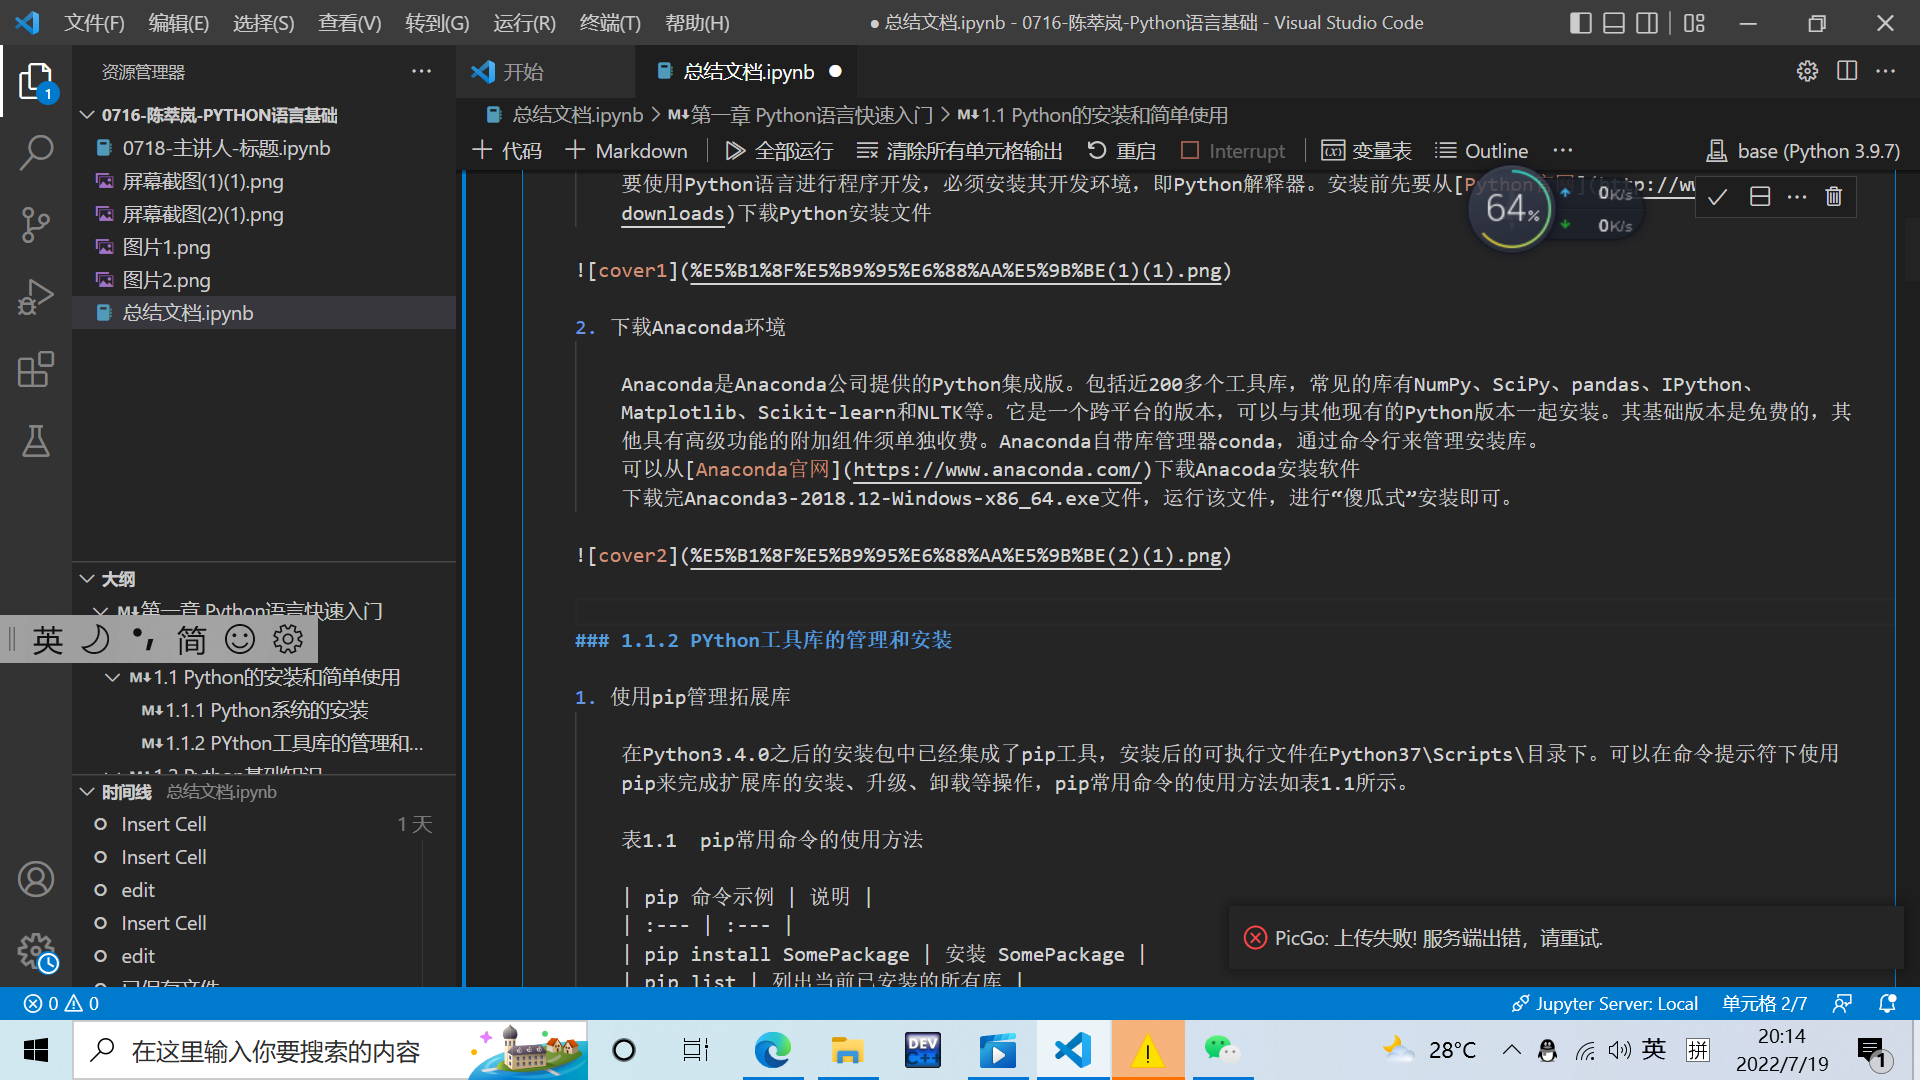 文件(F) 编辑(E) 选择(S) 查看(V) 转到(G) 运行(R) 终端(T) 帮助(H) ● 总结文档.ipynb - 0716-陈萃岚-Python语言基础 - Visual Studio Code
资源管理器
开始
总结文档.ipynb
0716-陈萃岚-PYTHON语言基础
0718-主讲人-标题.ipynb
屏幕截图(1)(1).png
屏幕截图(2)(1).png
图片1.png
图片2.png
总结文档.ipynb
总结文档.ipynb > M↓第一章 Python语言快速入门 > M↓1.1 Python的安装和简单使用
代码 Markdown 全部运行 清除所有单元格输出 重启 Interrupt 变量表 Outline ··· base (Python 3.9.7)
要使用Python语言进行程序开发，必须安装其开发环境，即Python解释器。安装前先要从[Python官网](http://ww
downloads)下载Python安装文件
64%
0K/s
0K/s
![cover1](%E5%B1%8F%E5%B9%95%E6%88%AA%E5%9B%BE(1)(1).png)
2. 下载Anaconda环境
Anaconda是Anaconda公司提供的Python集成版。包括近200多个工具库，常见的库有NumPy、SciPy、pandas、IPython、
Matplotlib、Scikit-learn和NLTK等。它是一个跨平台的版本，可以与其他现有的Python版本一起安装。其基础版本是免费的，其
他具有高级功能的附加组件须单独收费。Anaconda自带库管理器conda，通过命令行来管理安装库。
可以从[Anaconda官网](https://www.anaconda.com/)下载Anacoda安装软件
下载完Anaconda3-2018.12-Windows-x86_64.exe文件，运行该文件，进行“傻瓜式”安装即可。
![cover2](%E5%B1%8F%E5%B9%95%E6%88%AA%E5%9B%BE(2)(1).png)
### 1.1.2 PYthon工具库的管理和安装
1. 使用pip管理拓展库
在Python3.4.0之后的安装包中已经集成了pip工具，安装后的可执行文件在Python37\Scripts\目录下。可以在命令提示符下使用
pip来完成扩展库的安装、升级、卸载等操作，pip常用命令的使用方法如表1.1所示。
表1.1 pip常用命令的使用方法
| pip 命令示例 | 说明 |
| :--- | :--- |
| pip install SomePackage | 安装 SomePackage |
| pip list | 列出当前已安装的所有库 |
大纲
M↓第一章 Python语言快速入门
英 简
M↓1.1 Python的安装和简单使用
M↓1.1.1 Python系统的安装
M↓1.1.2 PYthon工具库的管理和...
M↓1.2 Python基础知识
时间线 总结文档.ipynb
Insert Cell 1 天
Insert Cell
edit
Insert Cell
edit
已保存文件
PicGo: 上传失败! 服务端出错，请重试.
0 0
Jupyter Server: Local 单元格 2/7
在这里输入你要搜索的内容
DEV C++
28°C
英 拼
20:14
2022/7/19
1
1